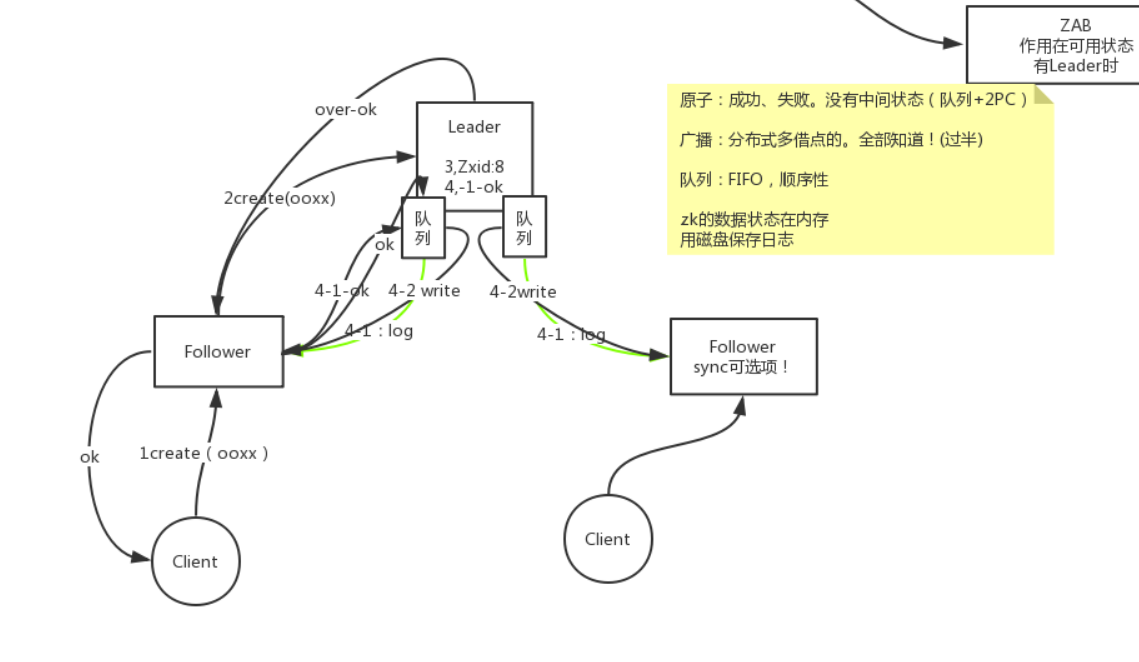 ZAB
作用在可用状态
有Leader时
原子：成功、失败。没有中间状态（队列+2PC）
广播：分布式多借点的。全部知道！(过半)
队列：FIFO，顺序性
zk的数据状态在内存
用磁盘保存日志
over-ok
Leader
3,Zxid:8
4,-1-ok
2create(ooxx)
队
列
队
列
ok
4-1-ok
4-2 write
4-2write
4-1：log
4-1：log
Follower
Follower
sync可选项！
ok
1create（ooxx）
Client
Client